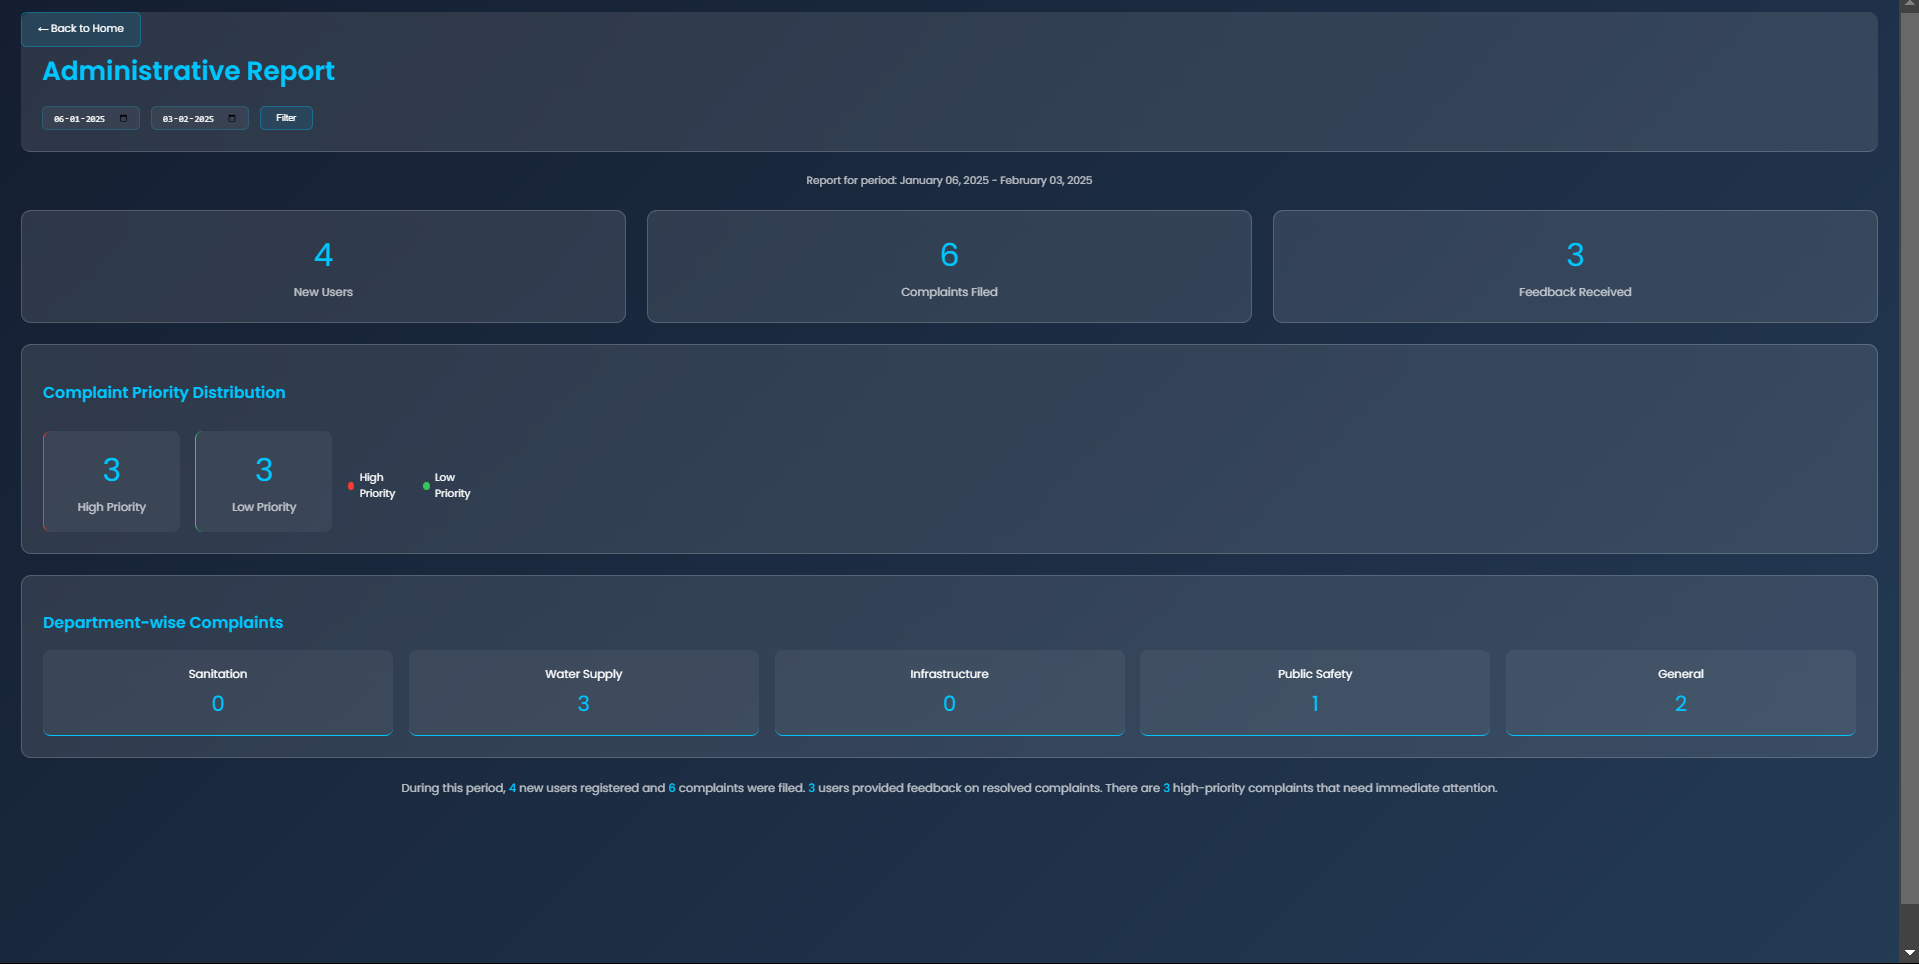 ← Back to Home
Administrative Report
06-01-2025 03-02-2025 Filter
Report for period: January 06, 2025 - February 03, 2025
4
New Users
6
Complaints Filed
3
Feedback Received
Complaint Priority Distribution
3
High Priority
3
Low Priority
High
Priority
Low
Priority
Department-wise Complaints
Sanitation
0
Water Supply
3
Infrastructure
0
Public Safety
1
General
2
During this period, 4 new users registered and 6 complaints were filed. 3 users provided feedback on resolved complaints. There are 3 high-priority complaints that need immediate attention.